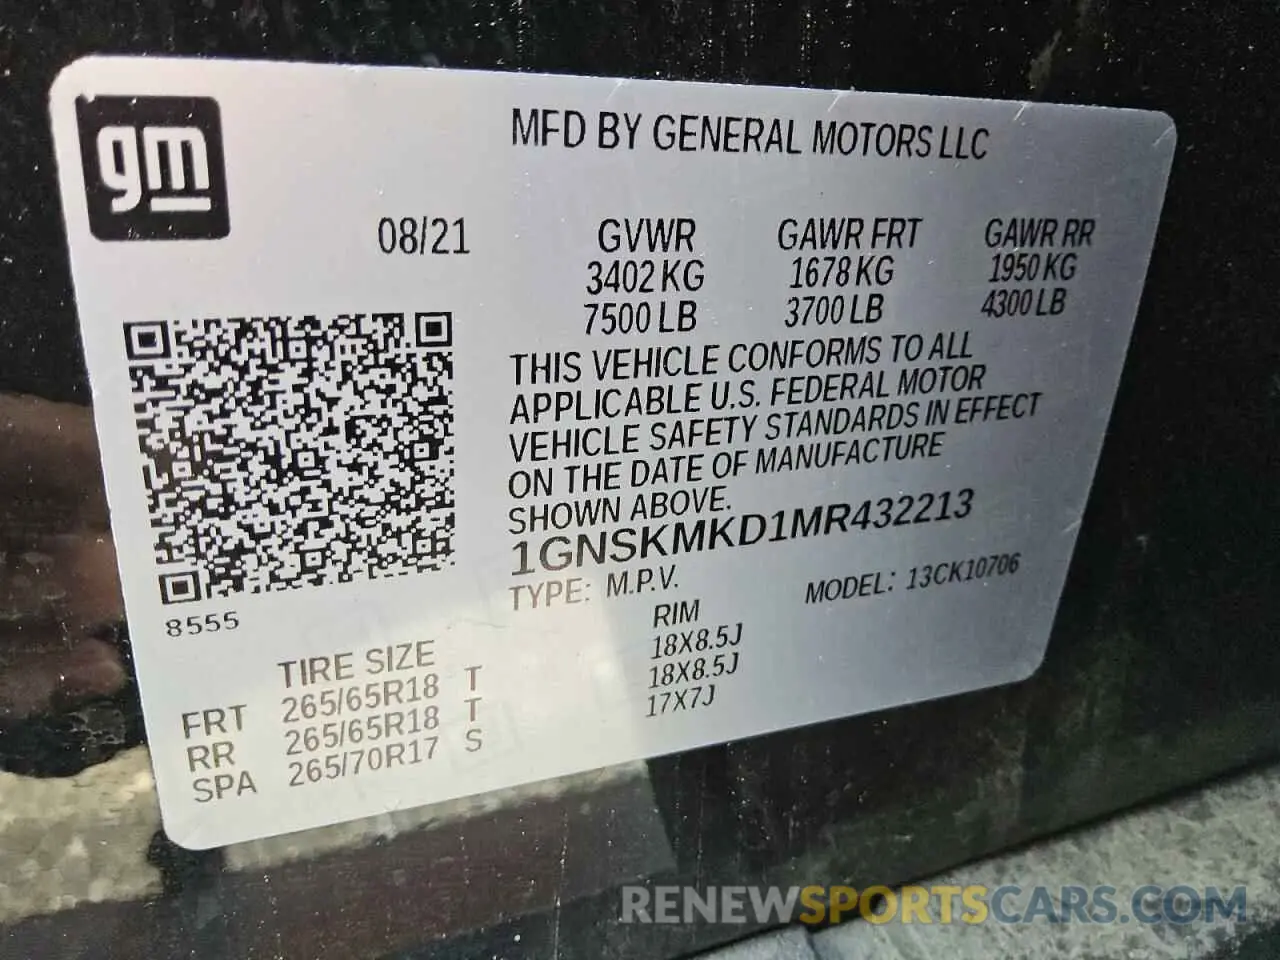 gm
MFD BY GENERAL MOTORS LLC
08/21
GVWR GAWR FRT GAWR RR
3402 KG 1678 KG 1950 KG
7500 LB 3700 LB 4300 LB
THIS VEHICLE CONFORMS TO ALL
APPLICABLE U.S. FEDERAL MOTOR
VEHICLE SAFETY STANDARDS IN EFFECT
ON THE DATE OF MANUFACTURE
SHOWN ABOVE.
1GNSKMKD1MR432213
TYPE: M.P.V. MODEL: 13CK10706
8555
TIRE SIZE RIM
FRT 265/65R18 T 18X8.5J
RR 265/65R18 T 18X8.5J
SPA 265/70R17 S 17X7J
RENEWSPORTSCARS.COM